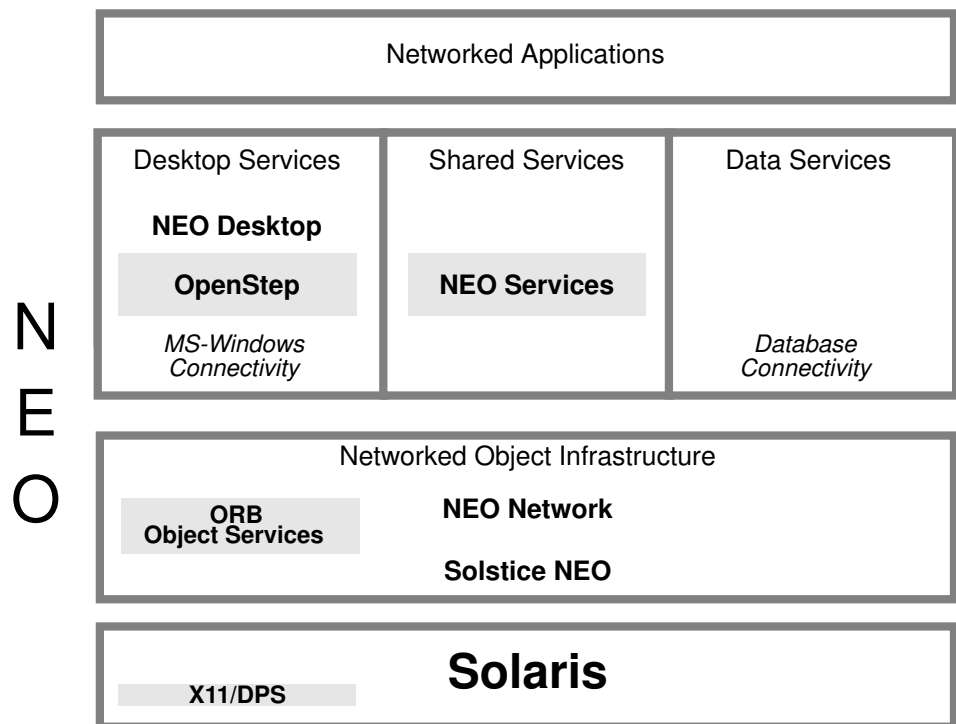 Networked Applications
Desktop Services
NEO Desktop
OpenStep
MS-Windows
Connectivity
Shared Services
NEO Services
Data Services
Database
Connectivity
N
E
O
Networked Object Infrastructure
ORB
Object Services
NEO Network
Solstice NEO
Solaris
X11/DPS